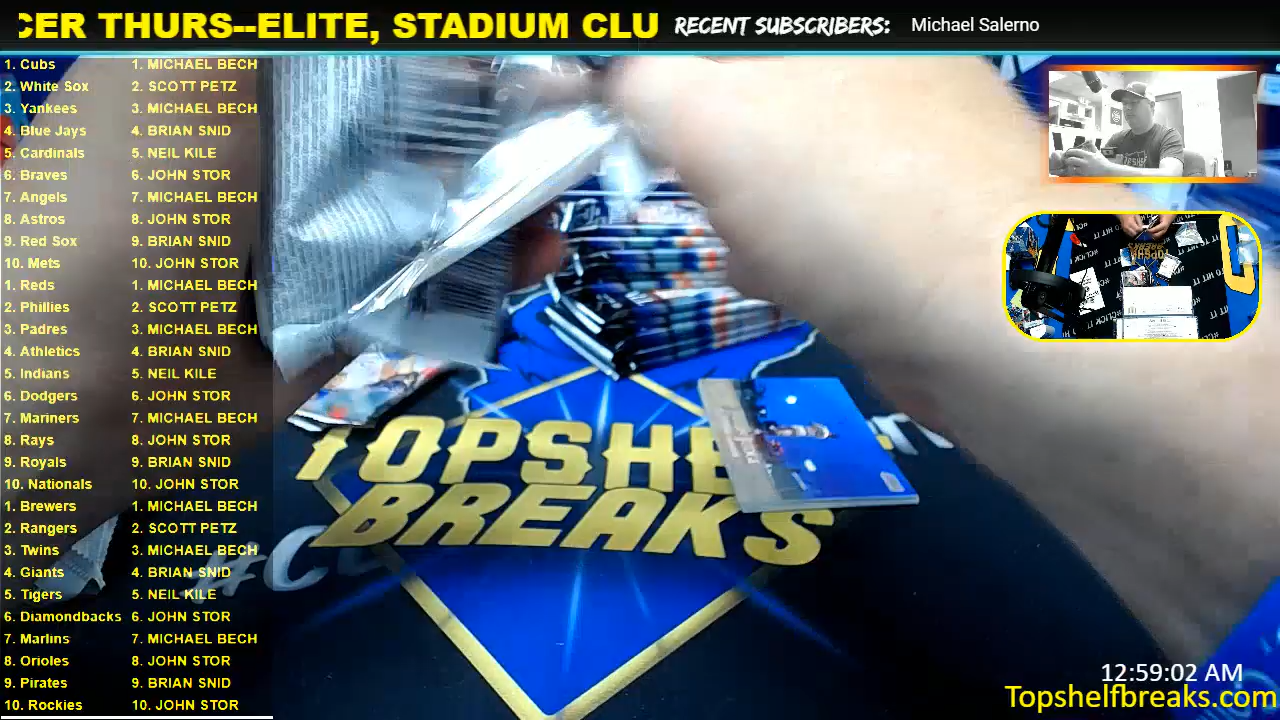 CER THURS--ELITE, STADIUM CLU
RECENT SUBSCRIBERS: Michael Salerno
1. Cubs 1. MICHAEL BECH
2. White Sox 2. SCOTT PETZ
3. Yankees 3. MICHAEL BECH
4. Blue Jays 4. BRIAN SNID
5. Cardinals 5. NEIL KILE
6. Braves 6. JOHN STOR
7. Angels 7. MICHAEL BECH
8. Astros 8. JOHN STOR
9. Red Sox 9. BRIAN SNID
10. Mets 10. JOHN STOR
1. Reds 1. MICHAEL BECH
2. Phillies 2. SCOTT PETZ
3. Padres 3. MICHAEL BECH
4. Athletics 4. BRIAN SNID
5. Indians 5. NEIL KILE
6. Dodgers 6. JOHN STOR
7. Mariners 7. MICHAEL BECH
8. Rays 8. JOHN STOR
9. Royals 9. BRIAN SNID
10. Nationals 10. JOHN STOR
1. Brewers 1. MICHAEL BECH
2. Rangers 2. SCOTT PETZ
3. Twins 3. MICHAEL BECH
4. Giants 4. BRIAN SNID
5. Tigers 5. NEIL KILE
6. Diamondbacks 6. JOHN STOR
7. Marlins 7. MICHAEL BECH
8. Orioles 8. JOHN STOR
9. Pirates 9. BRIAN SNID
10. Rockies 10. JOHN STOR
TOPSHE
BREAKS
12:59:02 AM
Topshelfbreaks.com